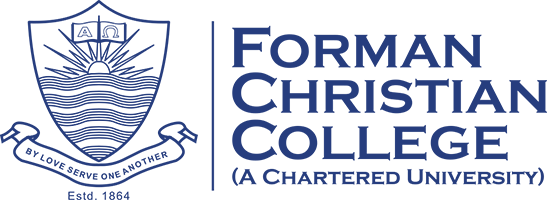 Α Ω
BY LOVE SERVE ONE ANOTHER
Estd. 1864
FORMAN
CHRISTIAN
COLLEGE
(A CHARTERED UNIVERSITY)